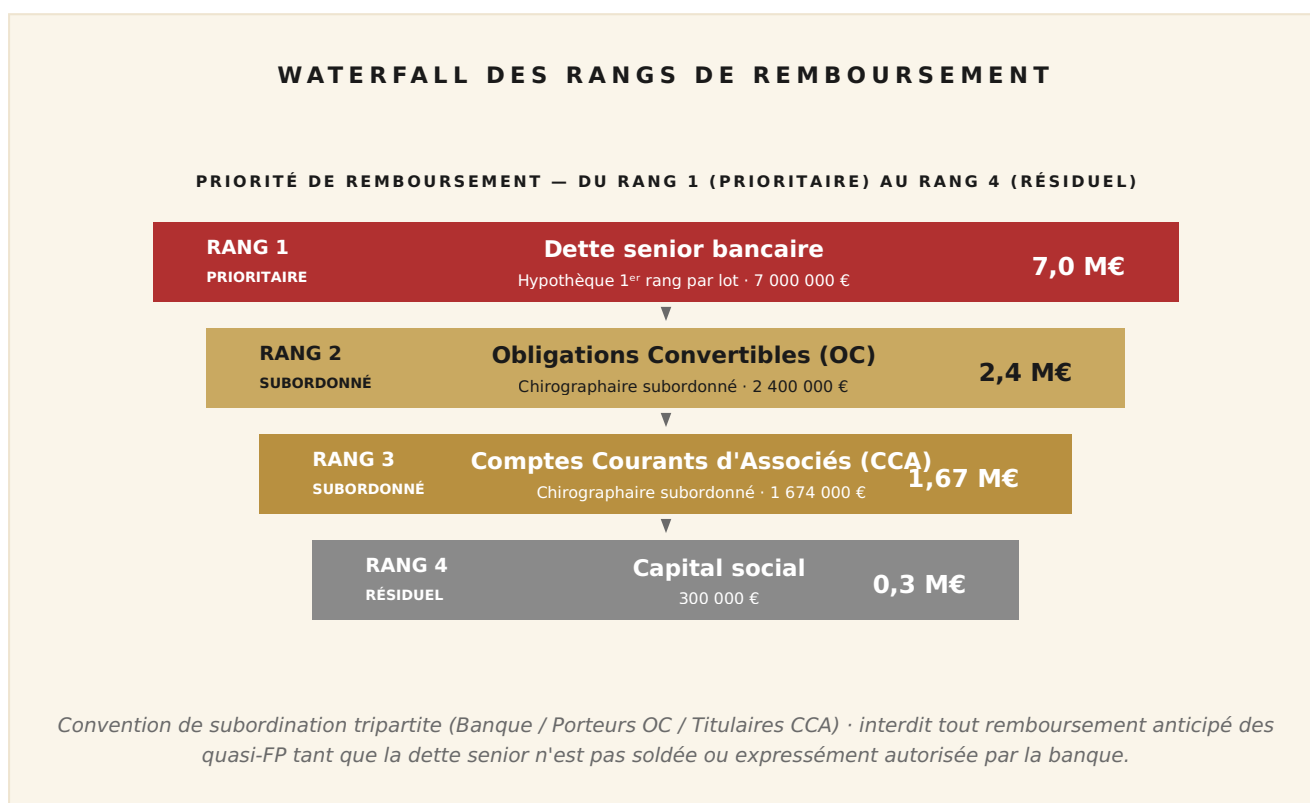 WATERFALL DES RANGS DE REMBOURSEMENT
PRIORITÉ DE REMBOURSEMENT — DU RANG 1 (PRIORITAIRE) AU RANG 4 (RÉSIDUEL)
RANG 1
PRIORITAIRE
Dette senior bancaire
Hypothèque 1ᵉʳ rang par lot · 7 000 000 €
7,0 M€
RANG 2
SUBORDONNÉ
Obligations Convertibles (OC)
Chirographaire subordonné · 2 400 000 €
2,4 M€
RANG 3
SUBORDONNÉ
Comptes Courants d'Associés (CCA)
Chirographaire subordonné · 1 674 000 €
1,67 M€
RANG 4
RÉSIDUEL
Capital social
300 000 €
0,3 M€
Convention de subordination tripartite (Banque / Porteurs OC / Titulaires CCA) · interdit tout remboursement anticipé des
quasi-FP tant que la dette senior n'est pas soldée ou expressément autorisée par la banque.